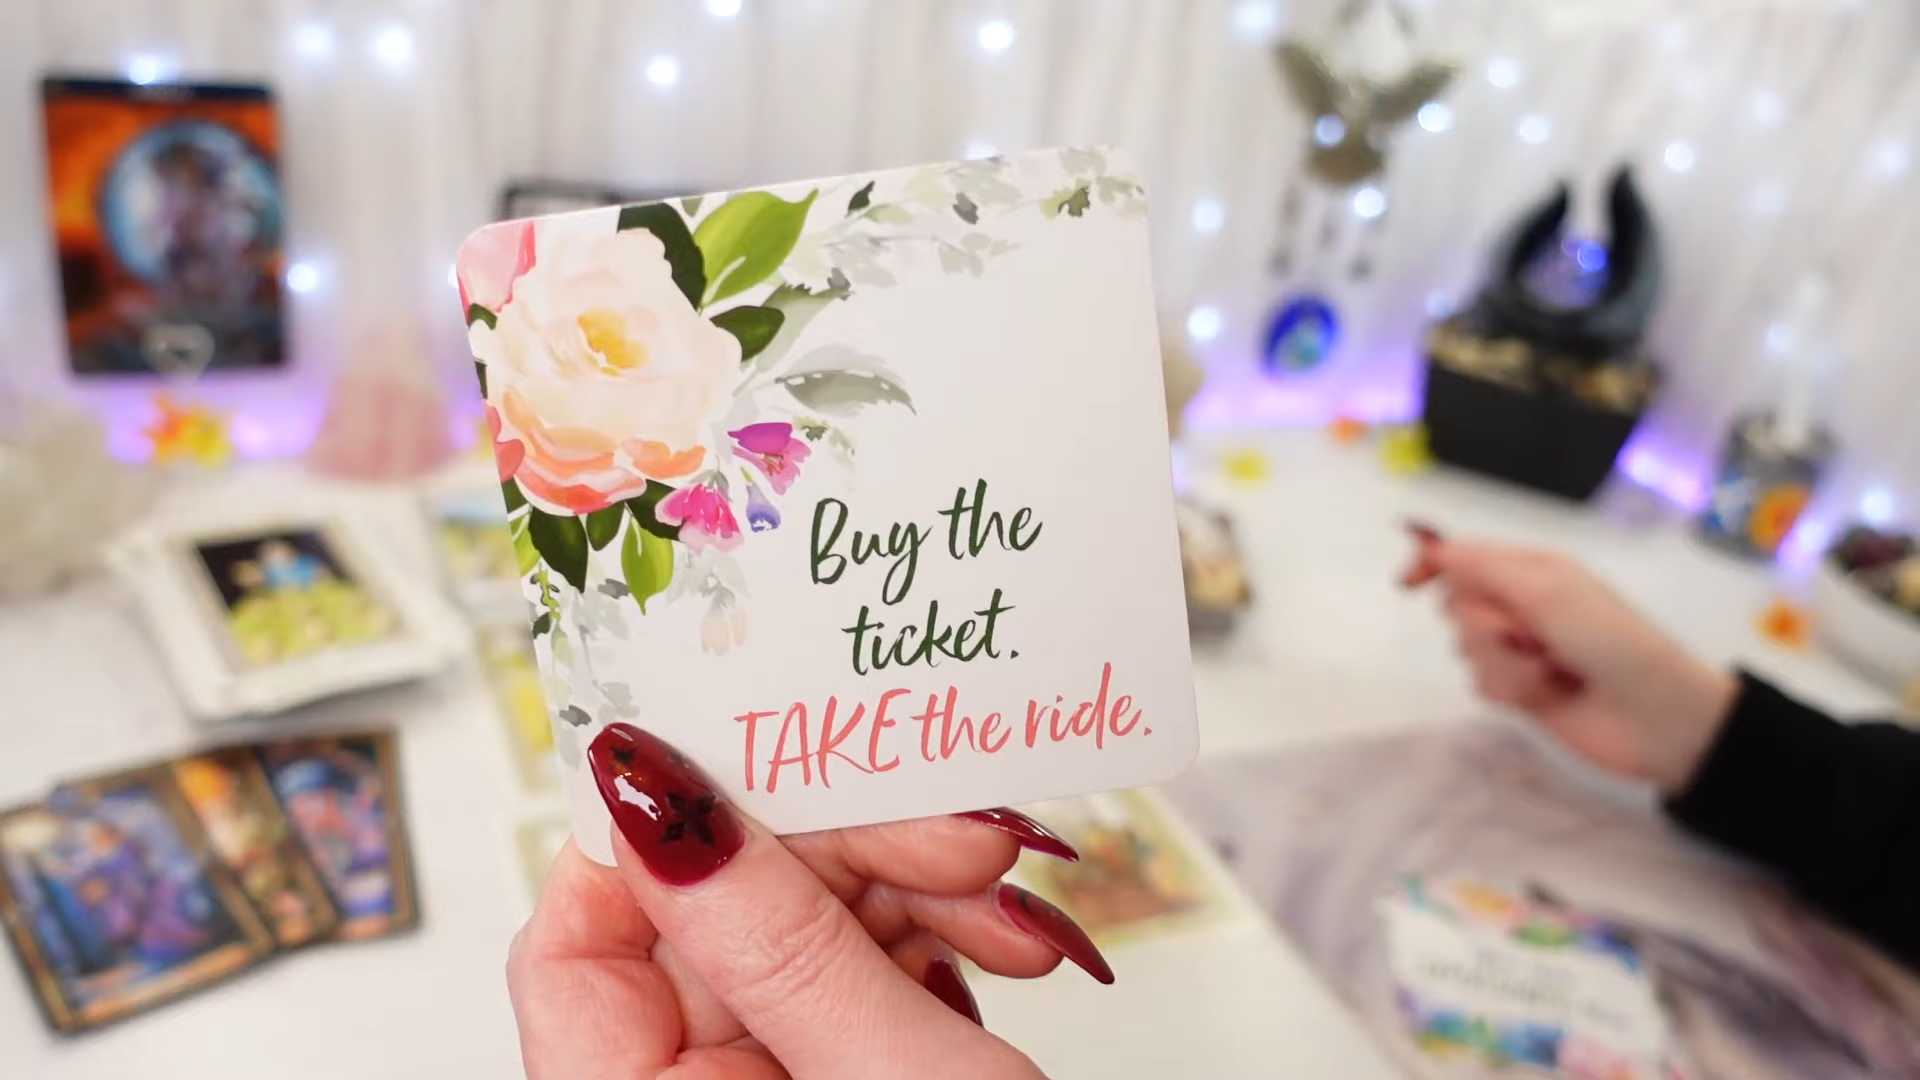 Buy the
ticket.
TAKE the ride.